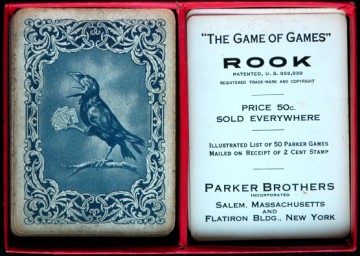 "THE GAME OF GAMES"
ROOK
PATENTED, U. S. 852,939
REGISTERED TRADE-MARK AND COPYRIGHT
PRICE 50c.
SOLD EVERYWHERE
ILLUSTRATED LIST OF 50 PARKER GAMES
MAILED ON RECEIPT OF 2 CENT STAMP
PARKER BROTHERS
INCORPORATED
SALEM, MASSACHUSETTS
AND
FLATIRON BLDG., NEW YORK